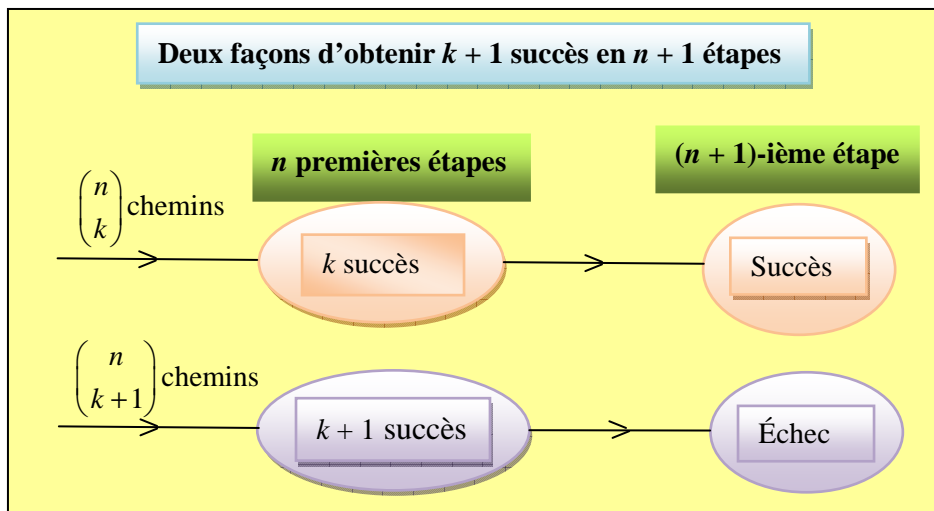 Deux façons d'obtenir k + 1 succès en n + 1 étapes
n premières étapes
(n + 1)-ième étape
(n k) chemins
k succès
Succès
(n k+1) chemins
k + 1 succès
Échec